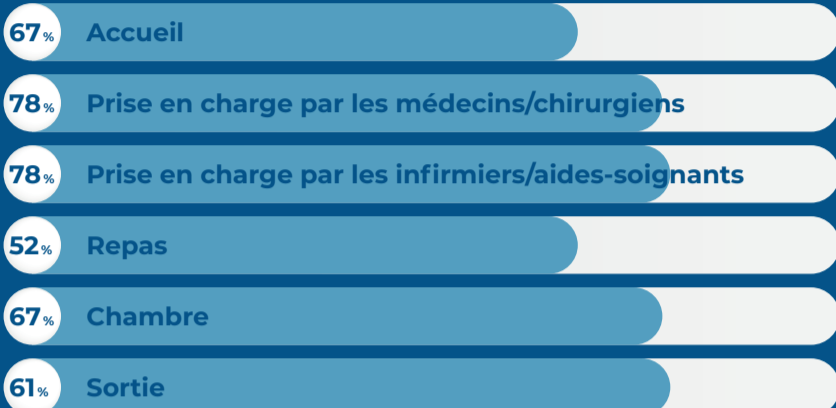 67% Accueil
78% Prise en charge par les médecins/chirurgiens
78% Prise en charge par les infirmiers/aides-soignants
52% Repas
67% Chambre
61% Sortie